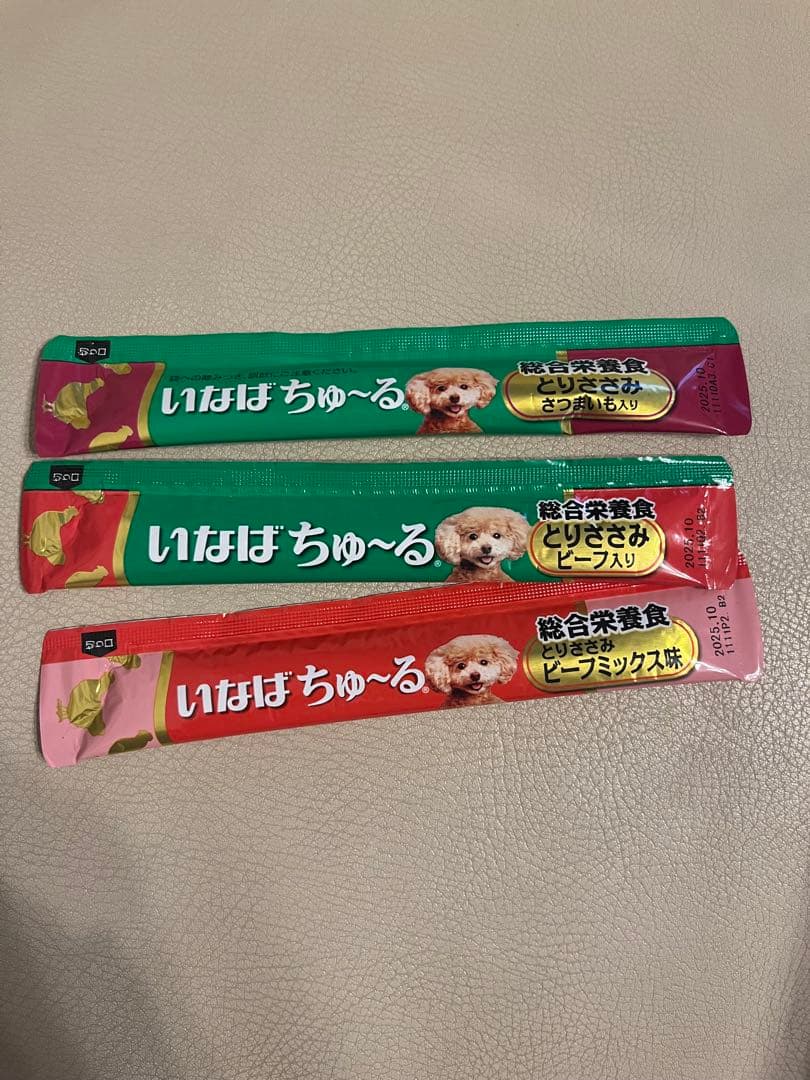 いなば ちゅ〜る®
総合栄養食
とりささみ
さつまいも入り
2025.10
いなば ちゅ〜る®
総合栄養食
とりささみ
ビーフ入り
2025.10
いなば ちゅ〜る®
総合栄養食
とりささみ
ビーフミックス味
2025.10
1111P2 B2